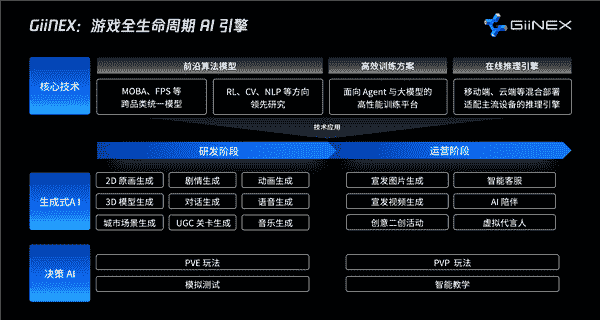 GiiNEX：游戏全生命周期 AI 引擎
GiiNEX
核心技术
前沿算法模型
高效训练方案
在线推理引擎
MOBA、FPS 等
跨品类统一模型
RL、CV、NLP 等方向
领先研究
面向 Agent 与大模型的
高性能训练平台
移动端、云端等混合部署
适配主流设备的推理引擎
技术应用
研发阶段
运营阶段
生成式AI
2D 原画生成
剧情生成
动画生成
宣发图片生成
智能客服
3D 模型生成
对话生成
语音生成
宣发视频生成
AI 陪伴
城市场景生成
UGC 关卡生成
音乐生成
创意二创活动
虚拟代言人
决策 AI
PVE 玩法
PVP 玩法
模拟测试
智能教学